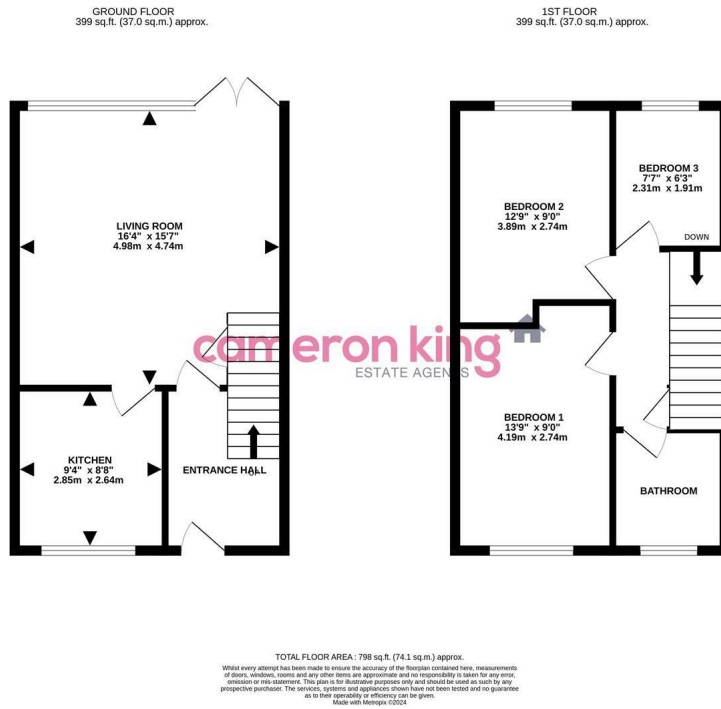 GROUND FLOOR
399 sq.ft. (37.0 sq.m.) approx.
1ST FLOOR
399 sq.ft. (37.0 sq.m.) approx.
LIVING ROOM
16'4" x 15'7"
4.98m x 4.74m
KITCHEN
9'4" x 8'8"
2.85m x 2.64m
ENTRANCE HALL
UP
BEDROOM 2
12'9" x 9'0"
3.89m x 2.74m
BEDROOM 3
7'7" x 6'3"
2.31m x 1.91m
DOWN
BEDROOM 1
13'9" x 9'0"
4.19m x 2.74m
BATHROOM
cameron king
ESTATE AGENTS
TOTAL FLOOR AREA : 798 sq.ft. (74.1 sq.m.) approx.
Whilst every attempt has been made to ensure the accuracy of the floorplan contained here, measurements
of doors, windows, rooms and any other items are approximate and no responsibility is taken for any error,
omission or mis-statement. This plan is for illustrative purposes only and should be used as such by any
prospective purchaser. The services, systems and appliances shown have not been tested and no guarantee
as to their operability or efficiency can be given.
Made with Metropix ©2024